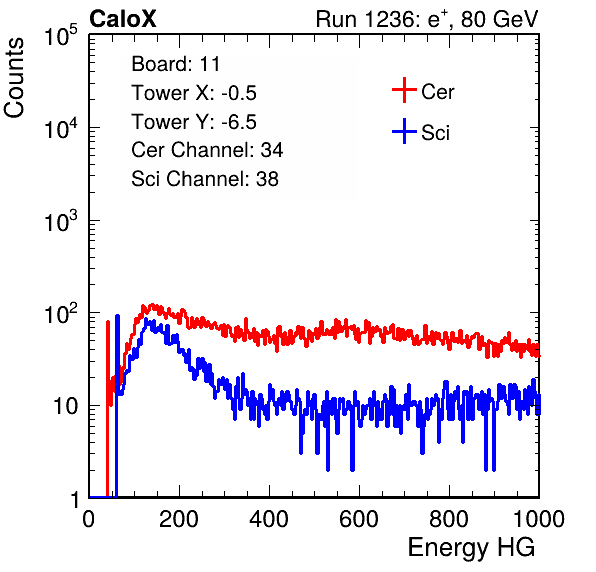 CaloX Run 1236: e⁺, 80 GeV
Board: 11
Tower X: -0.5
Tower Y: -6.5
Cer Channel: 34
Sci Channel: 38
Cer
Sci
Counts
10⁵
10⁴
10³
10²
10
1
0 200 400 600 800 1000
Energy HG